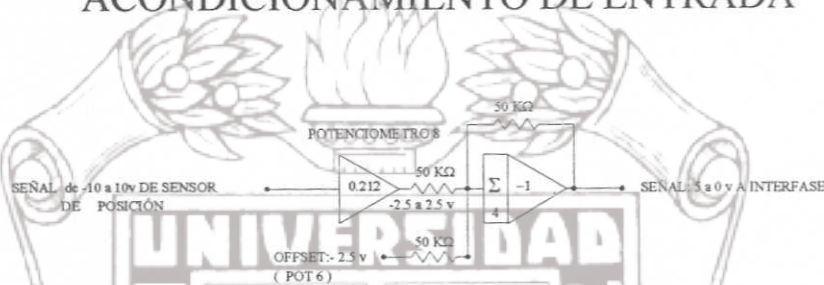 ACONDICIONAMIENTO DE ENTRADA
50 KΩ
POTENCIOMETRO 8
SEÑAL de -10 a 10v DE SENSOR
DE POSICIÓN
0.212
50 KΩ
-2.5 a 2.5 v
Σ
-1
4
SEÑAL: 5 a 0 v A INTERFASE
50 KΩ
OFFSET:- 2.5 v
( POT 6 )
UNIVERSIDAD